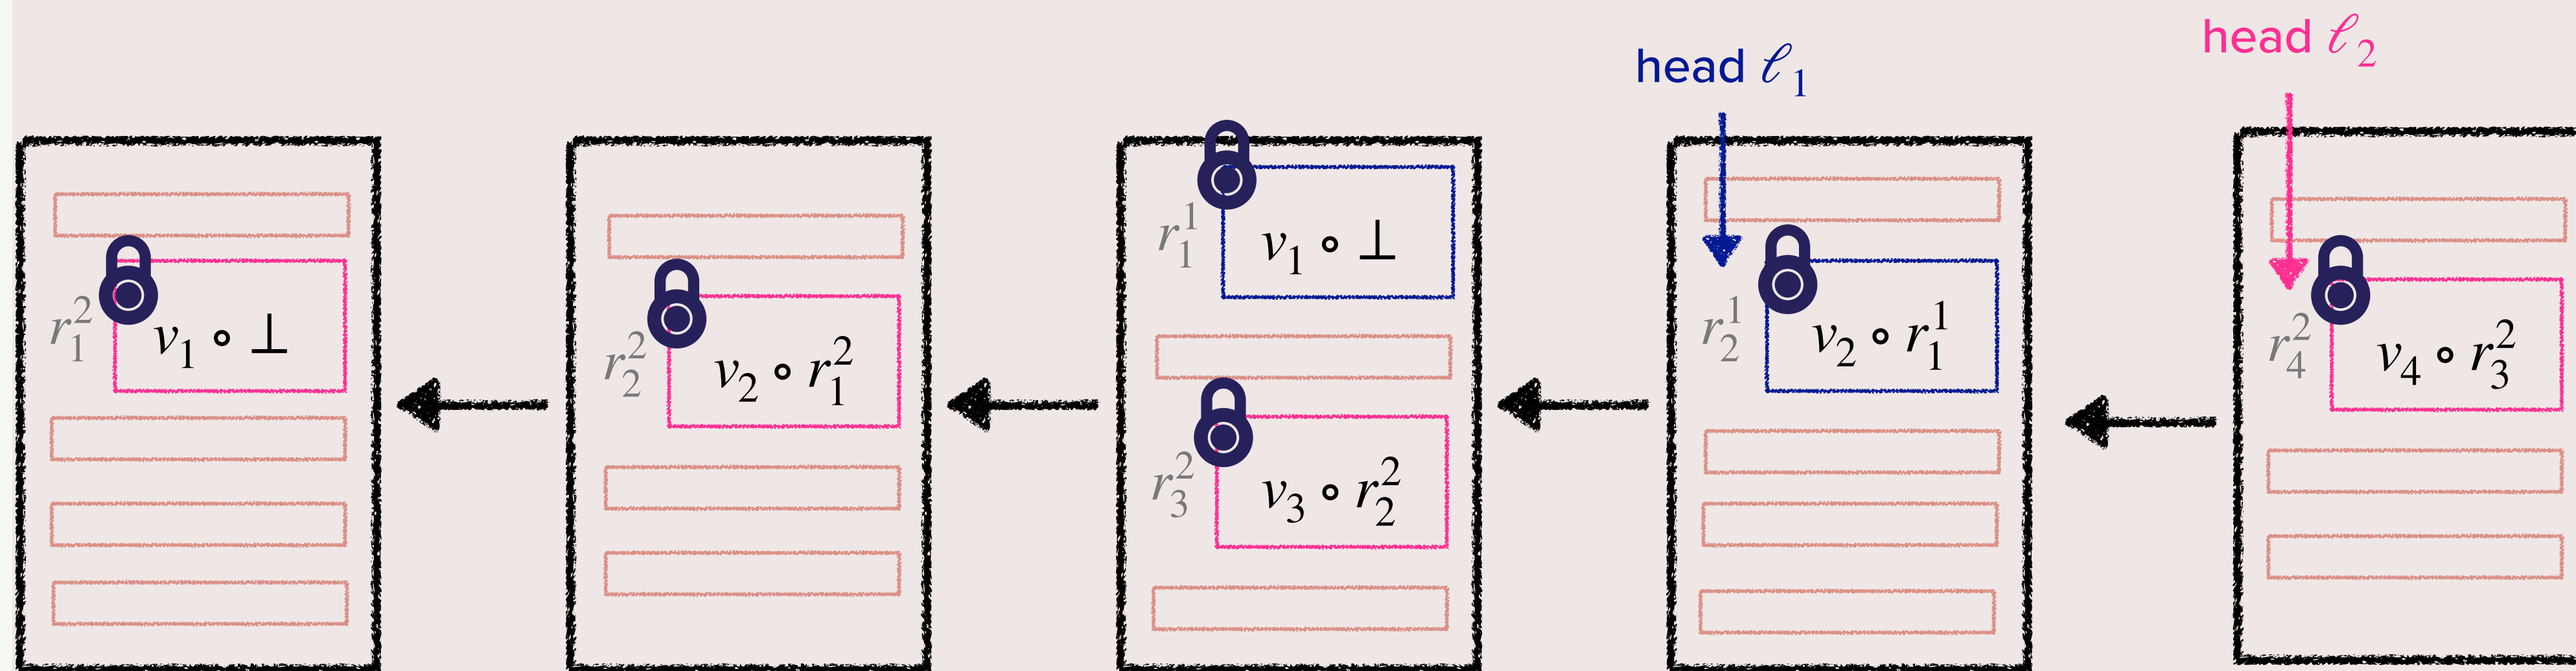 head ℓ₁
head ℓ₂
r₁²
v₁ ∘ ⊥
r₂²
v₂ ∘ r₁²
r₁¹
v₁ ∘ ⊥
r₃²
v₃ ∘ r₂²
r₂¹
v₂ ∘ r₁¹
r₄²
v₄ ∘ r₃²